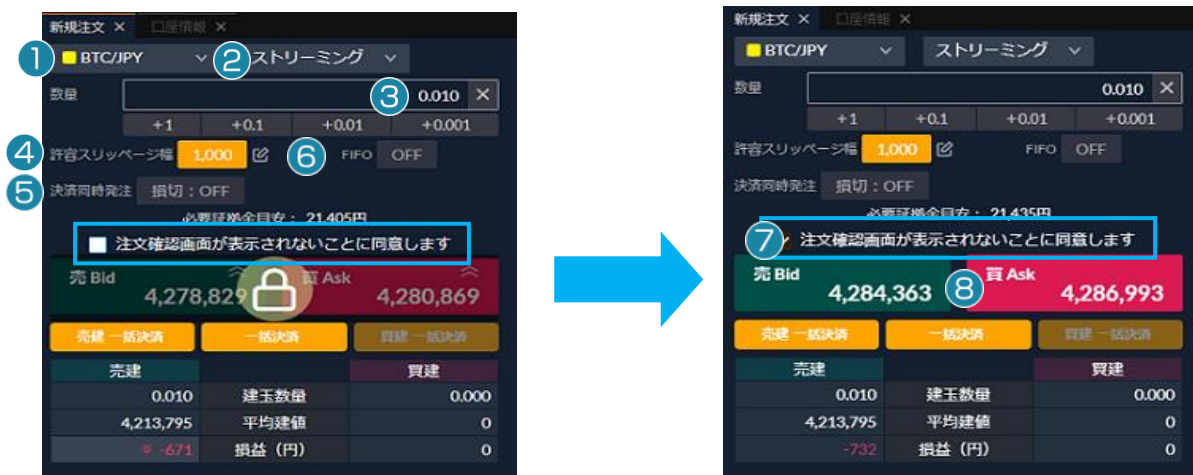 新規注文 × 口座情報 ×
1 BTC/JPY 2 ストリーミング
数量 3 0.010 ×
+1 +0.1 +0.01 +0.001
4 許容スリッページ幅 1,000 6 FIFO OFF
5 決済同時発注 損切：OFF
必要証拠金目安： 21,405円
注文確認画面が表示されないことに同意します
売 Bid 買 Ask
4,278,829 4,280,869
売建 一括決済 一括決済 買建 一括決済
売建 買建
0.010 建玉数量 0.000
4,213,795 平均建値 0
-671 損益（円） 0
新規注文 × 口座情報 ×
BTC/JPY ストリーミング
数量 0.010 ×
+1 +0.1 +0.01 +0.001
許容スリッページ幅 1,000 FIFO OFF
決済同時発注 損切：OFF
必要証拠金目安： 21,435円
7 注文確認画面が表示されないことに同意します
売 Bid 8 買 Ask
4,284,363 4,286,993
売建 一括決済 一括決済 買建 一括決済
売建 買建
0.010 建玉数量 0.000
4,213,795 平均建値 0
-732 損益（円） 0